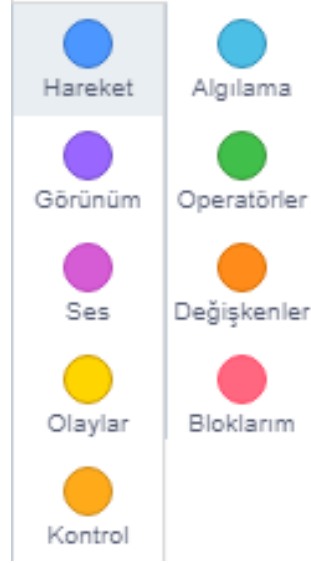 Hareket
Görünüm
Ses
Olaylar
Kontrol
Algılama
Operatörler
Değişkenler
Bloklarım